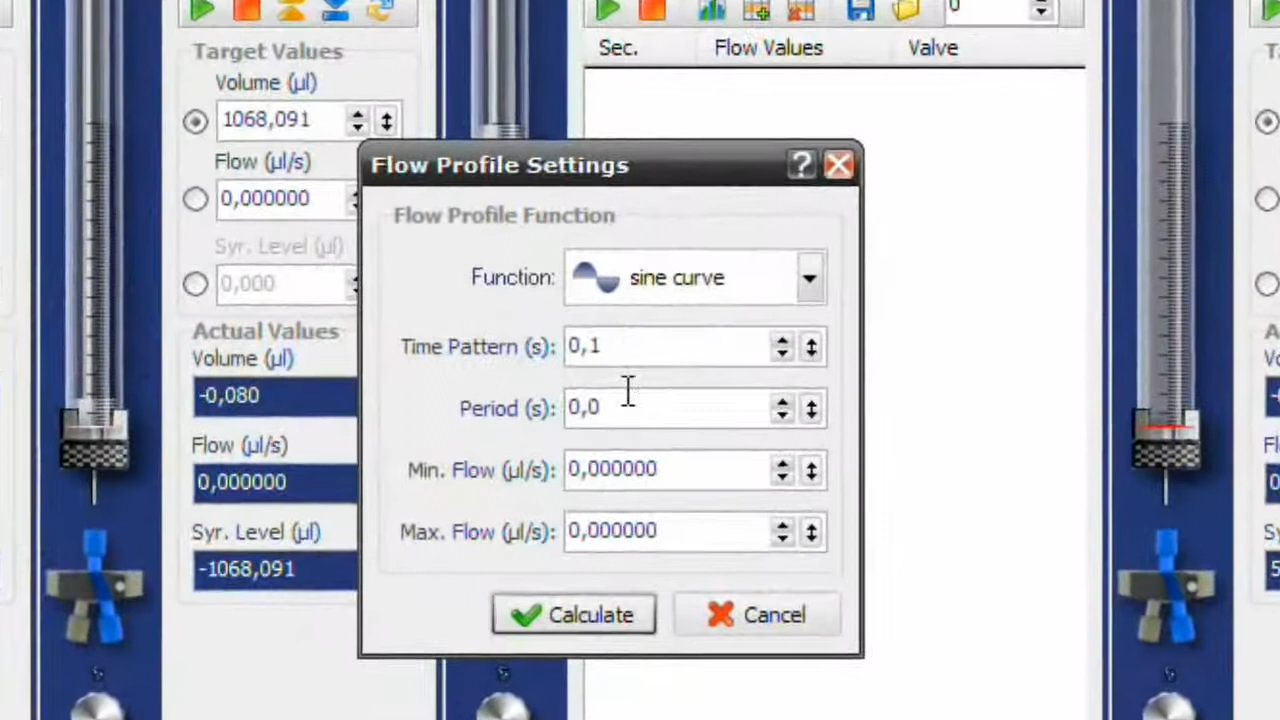 Target Values
Volume (µl)
1068,091
Flow (µl/s)
0,000000
Syr. Level (µl)
0,000
Actual Values
Volume (µl)
-0,080
Flow (µl/s)
0,000000
Syr. Level (µl)
-1068,091
0
Sec. Flow Values Valve
Flow Profile Settings
?
Flow Profile Function
Function: sine curve
Time Pattern (s): 0,1
Period (s): 0,0
Min. Flow (µl/s): 0,000000
Max. Flow (µl/s): 0,000000
Calculate Cancel